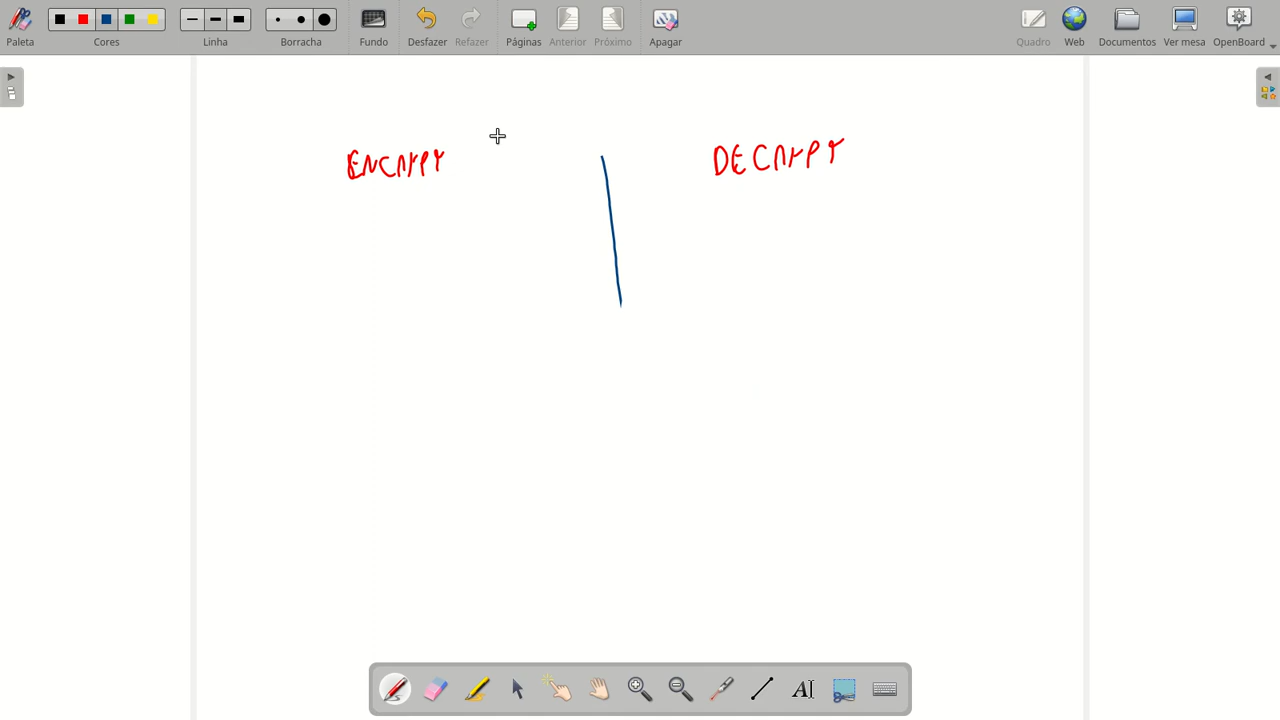 Paleta Cores Linha Borracha Fundo Desfazer Refazer Páginas Anterior Próximo Apagar Quadro Web Documentos Ver mesa OpenBoard
ENCRYPT DECRYPT
AI